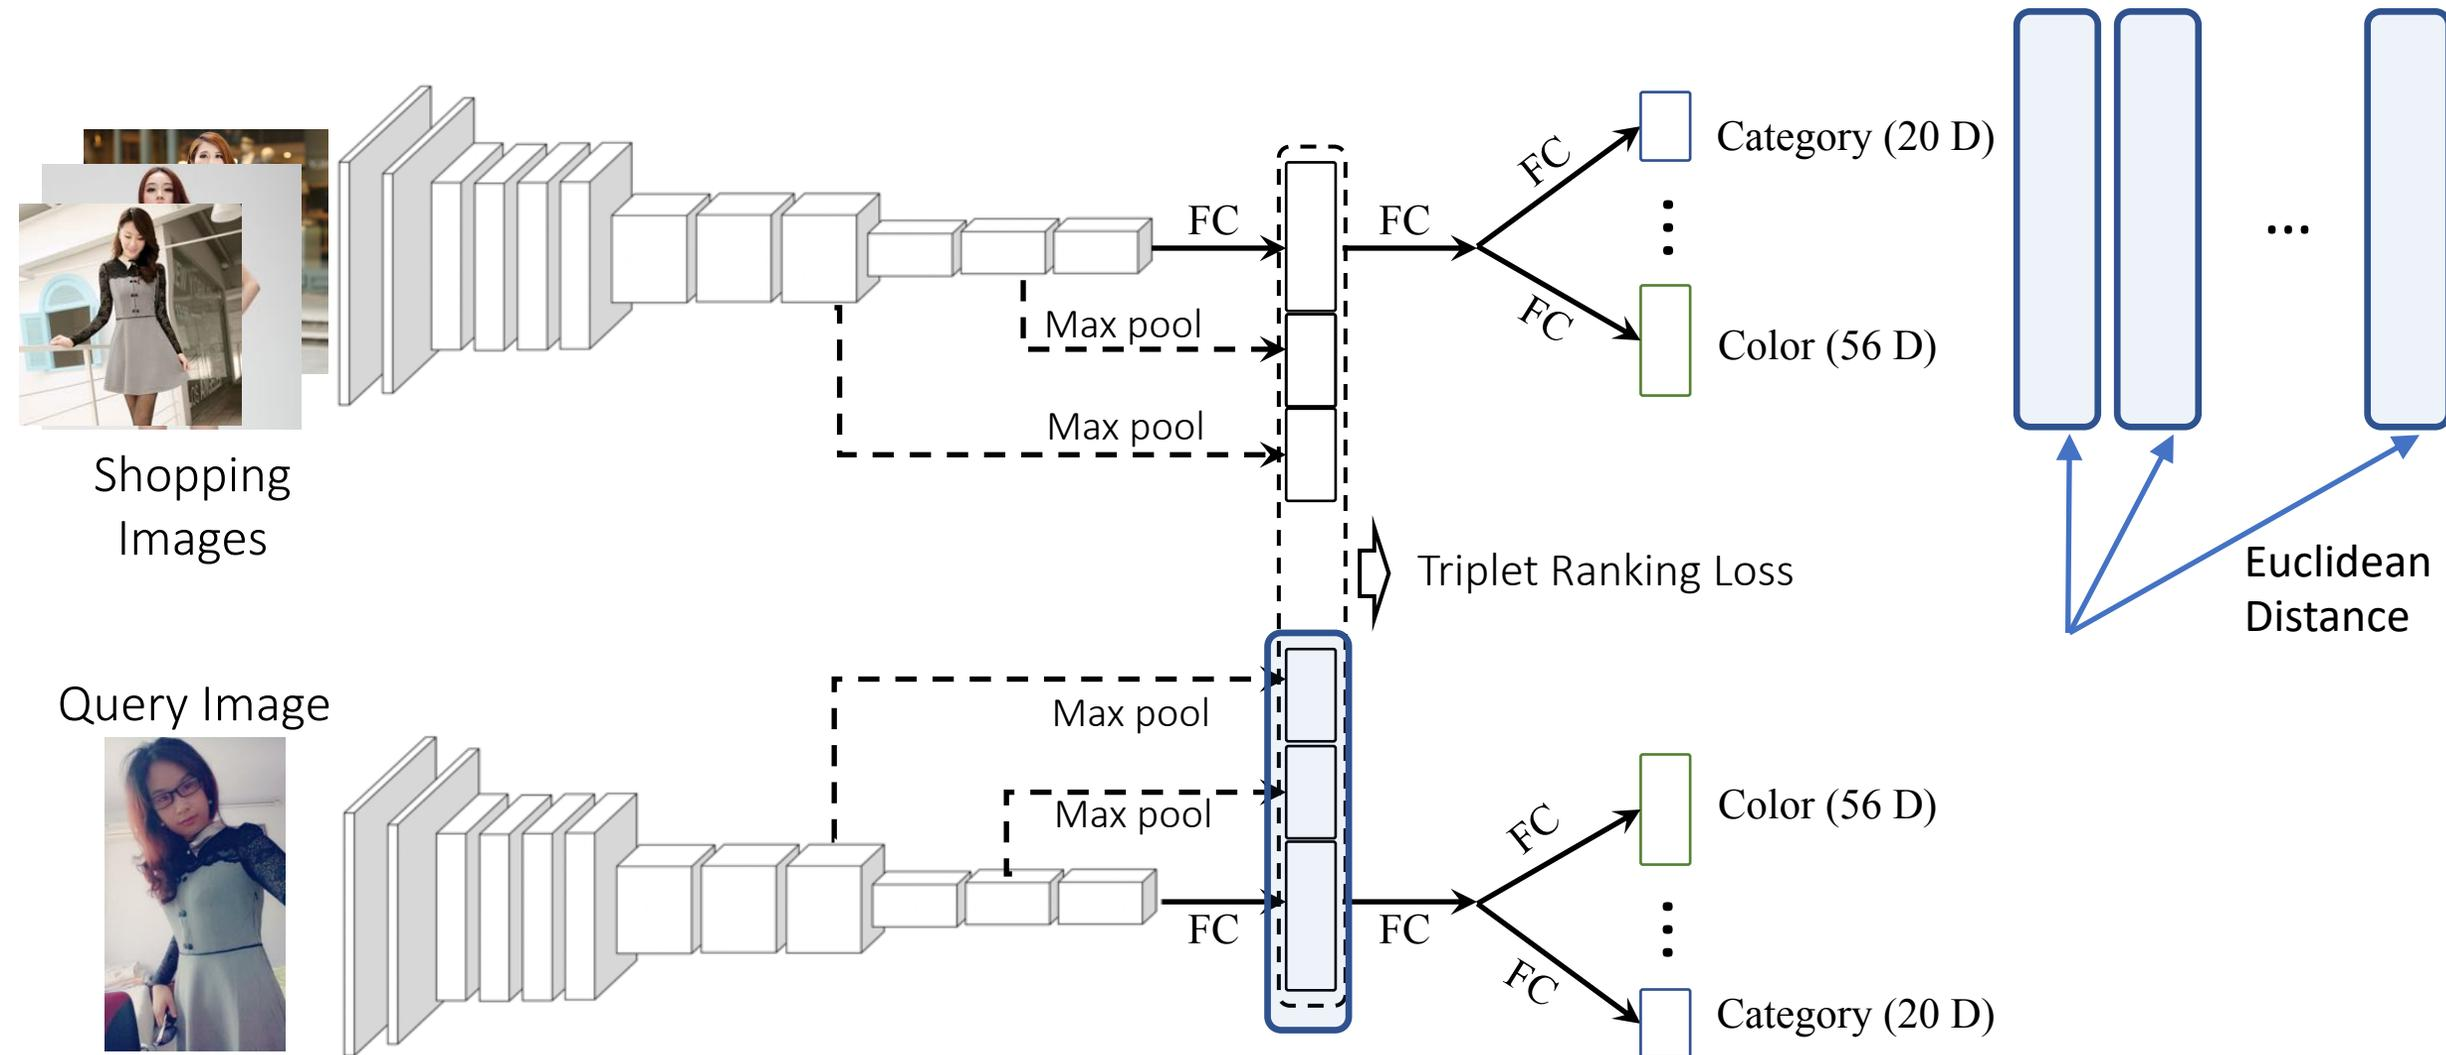 Shopping
Images
FC
FC
FC
FC
Category (20 D)
Color (56 D)
Max pool
Max pool
...
Triplet Ranking Loss
Euclidean
Distance
Query Image
Max pool
Max pool
FC
FC
FC
FC
Color (56 D)
Category (20 D)